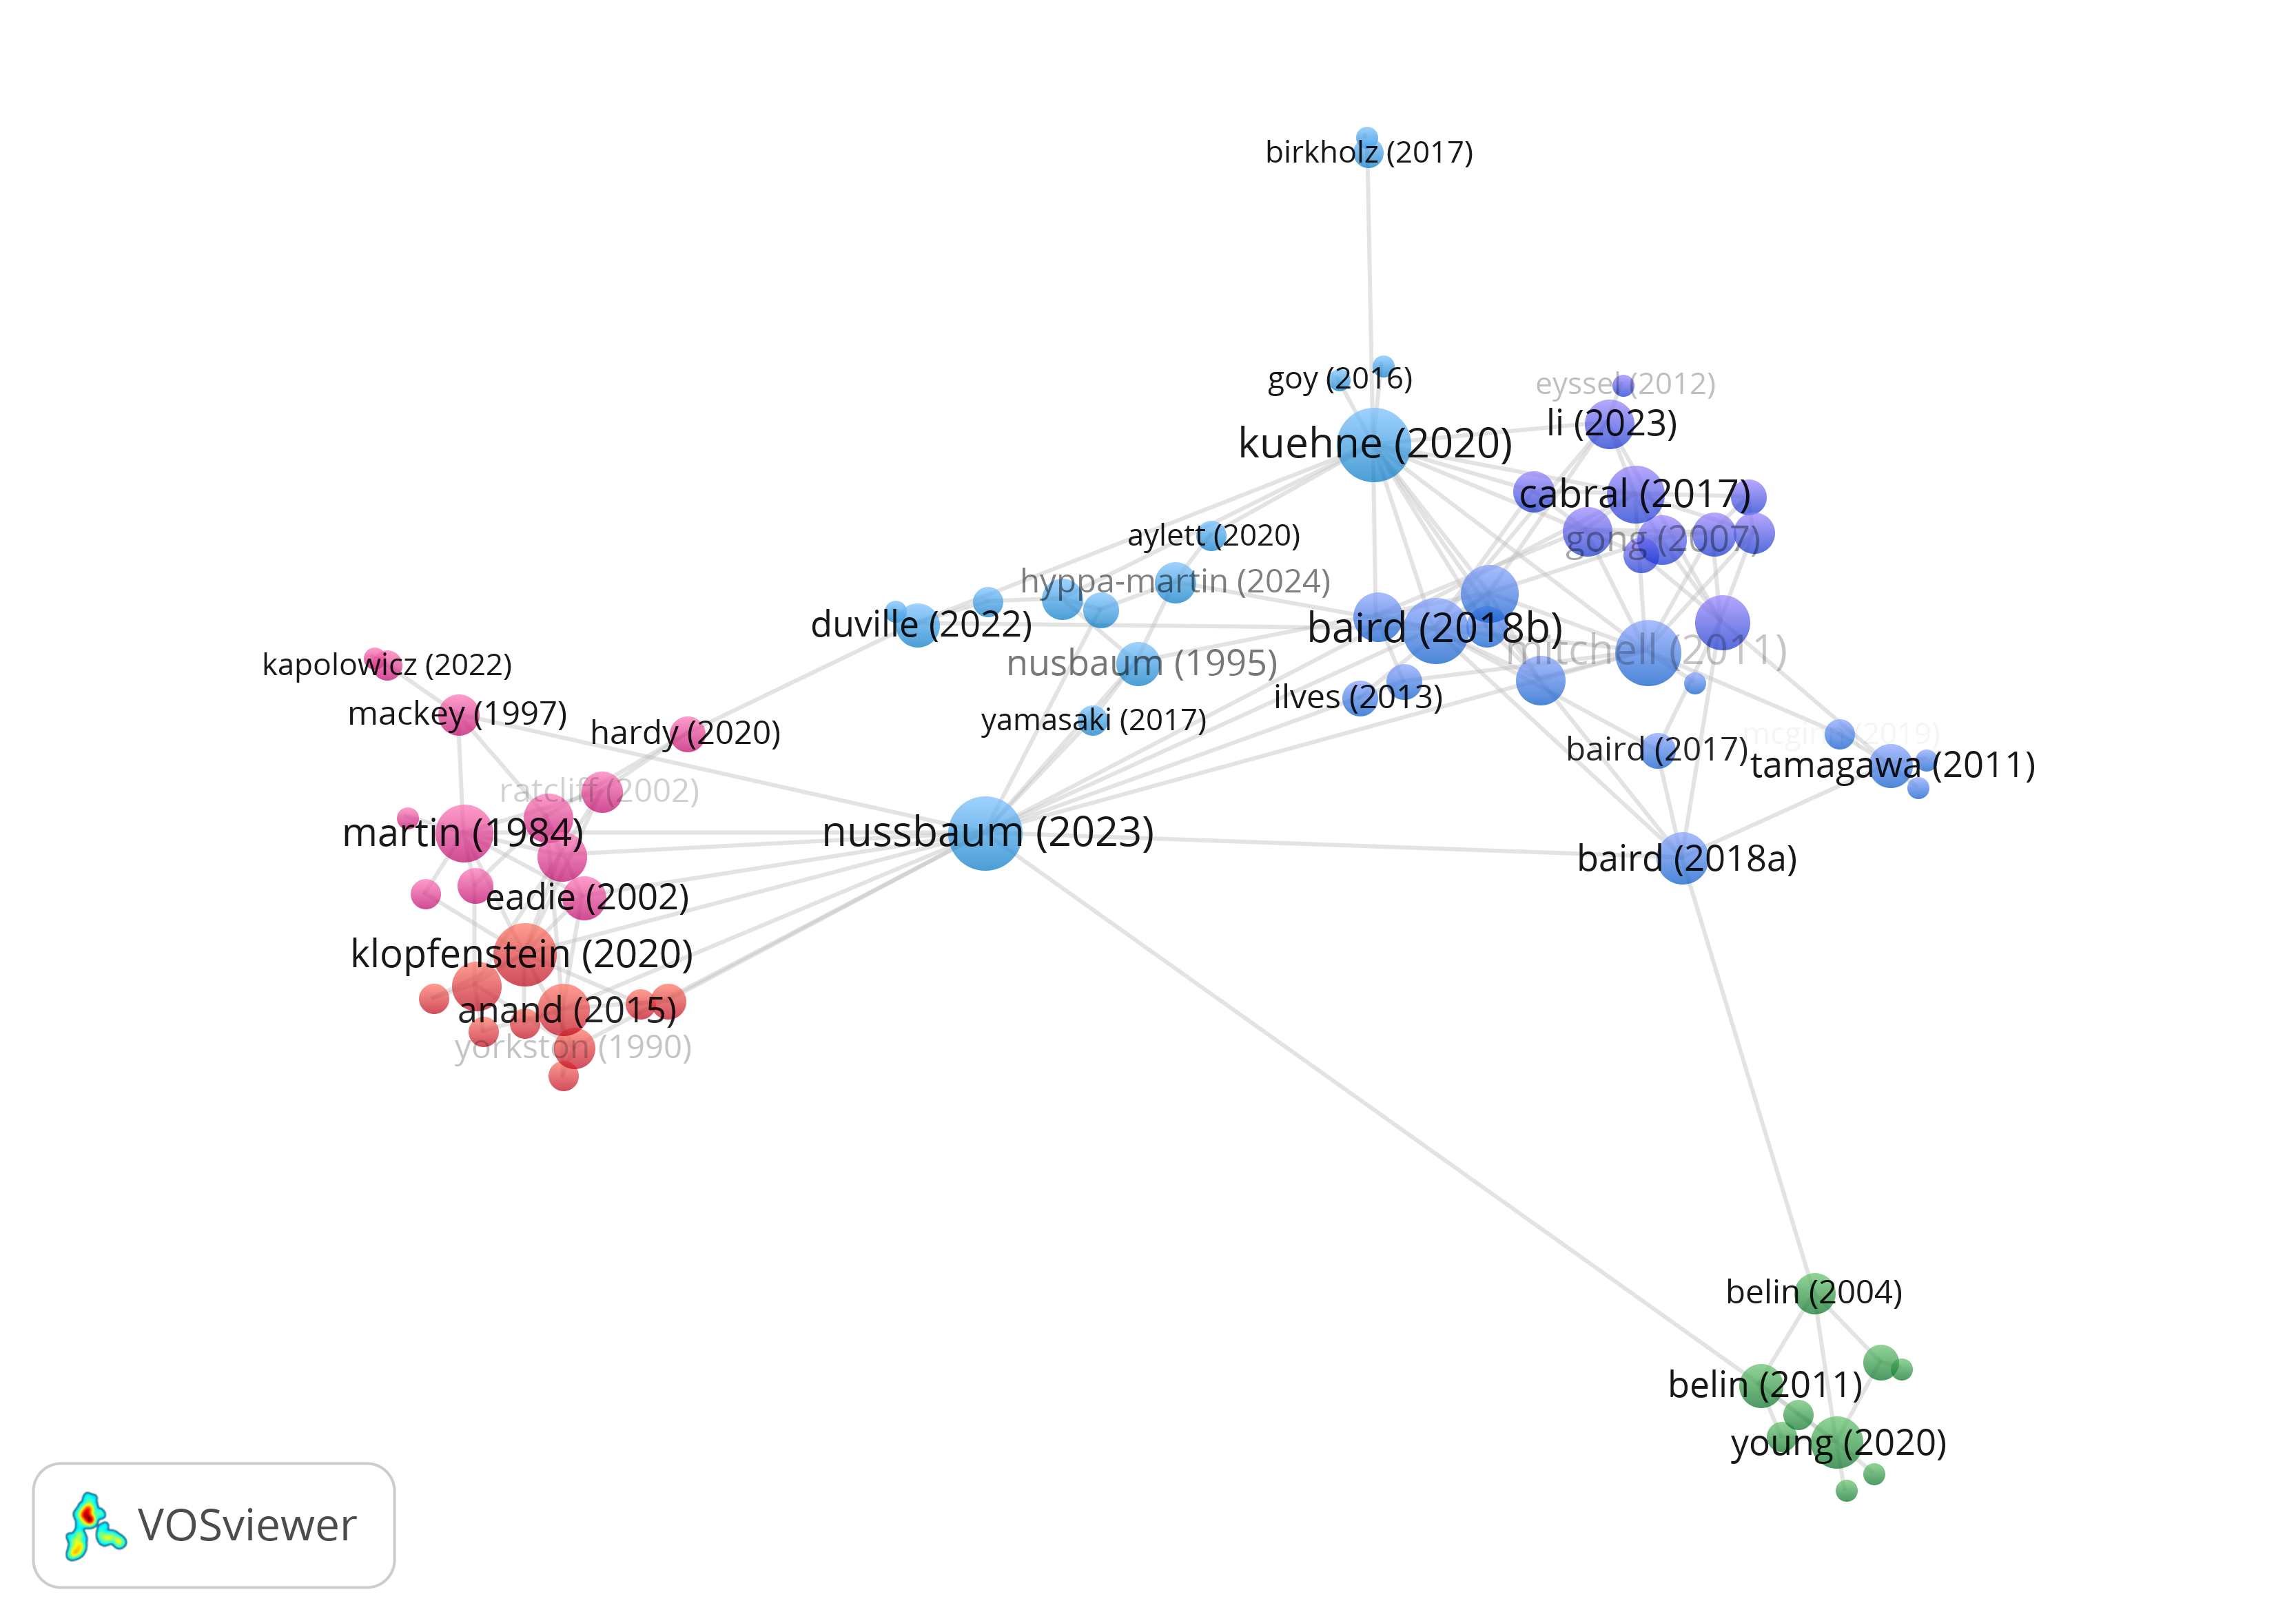 birkholz (2017)
goy (2016)
eyssel (2012)
li (2023)
kuehne (2020)
cabral (2017)
aylett (2020)
gong (2007)
hyppa-martin (2024)
duville (2022)
baird (2018b)
mitchell (2011)
nusbaum (1995)
kapolowicz (2022)
ilves (2013)
mackey (1997)
yamasaki (2017)
hardy (2020)
mcginn (2019)
baird (2017)
tamagawa (2011)
ratcliff (2002)
martin (1984)
nussbaum (2023)
baird (2018a)
eadie (2002)
klopfenstein (2020)
anand (2015)
yorkston (1990)
belin (2004)
belin (2011)
young (2020)
VOSviewer